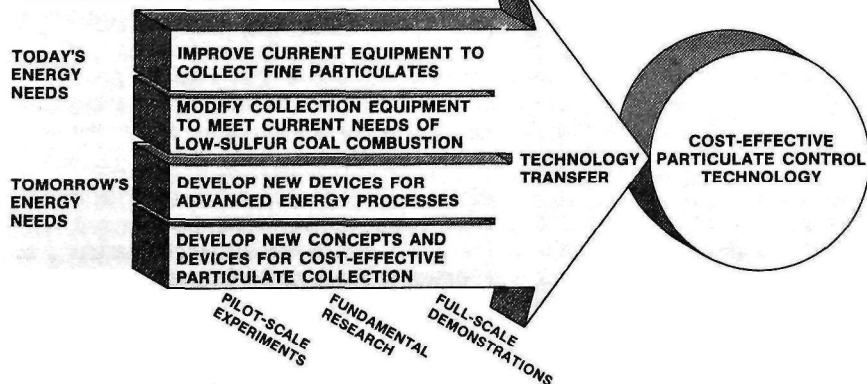 TODAY'S
ENERGY
NEEDS
IMPROVE CURRENT EQUIPMENT TO
COLLECT FINE PARTICULATES
MODIFY COLLECTION EQUIPMENT
TO MEET CURRENT NEEDS OF
LOW-SULFUR COAL COMBUSTION
TOMORROW'S
ENERGY
NEEDS
DEVELOP NEW DEVICES FOR
ADVANCED ENERGY PROCESSES
DEVELOP NEW CONCEPTS AND
DEVICES FOR COST-EFFECTIVE
PARTICULATE COLLECTION
TECHNOLOGY
TRANSFER
COST-EFFECTIVE
PARTICULATE CONTROL
TECHNOLOGY
PILOT-SCALE
EXPERIMENTS
FUNDAMENTAL
RESEARCH
FULL-SCALE
DEMONSTRATIONS